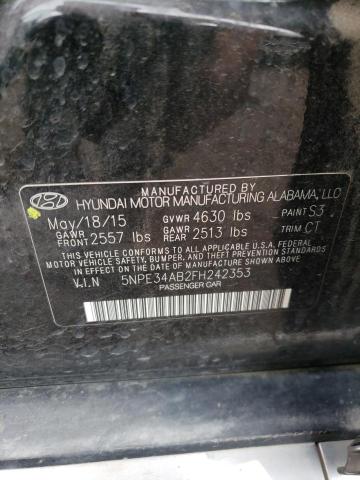 MANUFACTURED BY
HYUNDAI MOTOR MANUFACTURING ALABAMA, LLC
May/18/15 GVWR 4630 lbs PAINT S3
GAWR FRONT 2557 lbs GAWR REAR 2513 lbs TRIM CT
THIS VEHICLE CONFORMS TO ALL APPLICABLE U.S.A. FEDERAL
MOTOR VEHICLE SAFETY, BUMPER, AND THEFT PREVENTION
STANDARDS IN EFFECT ON THE DATE OF MANUFACTURE SHOWN ABOVE.
V.I.N 5NPE34AB2FH242353
PASSENGER CAR